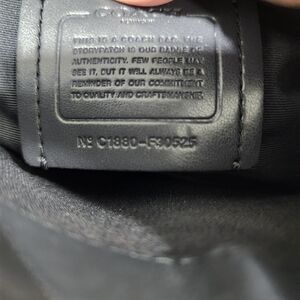 COACH
THIS IS A COACH BAG. THE
STORYPATCH IS OUR BADGE OF
AUTHENTICITY. FEW PEOPLE MAY
SEE IT, BUT IT WILL ALWAYS BE A
REMINDER OF OUR COMMITMENT
TO QUALITY AND CRAFTSMANSHIP.
Nº C1880-F30525